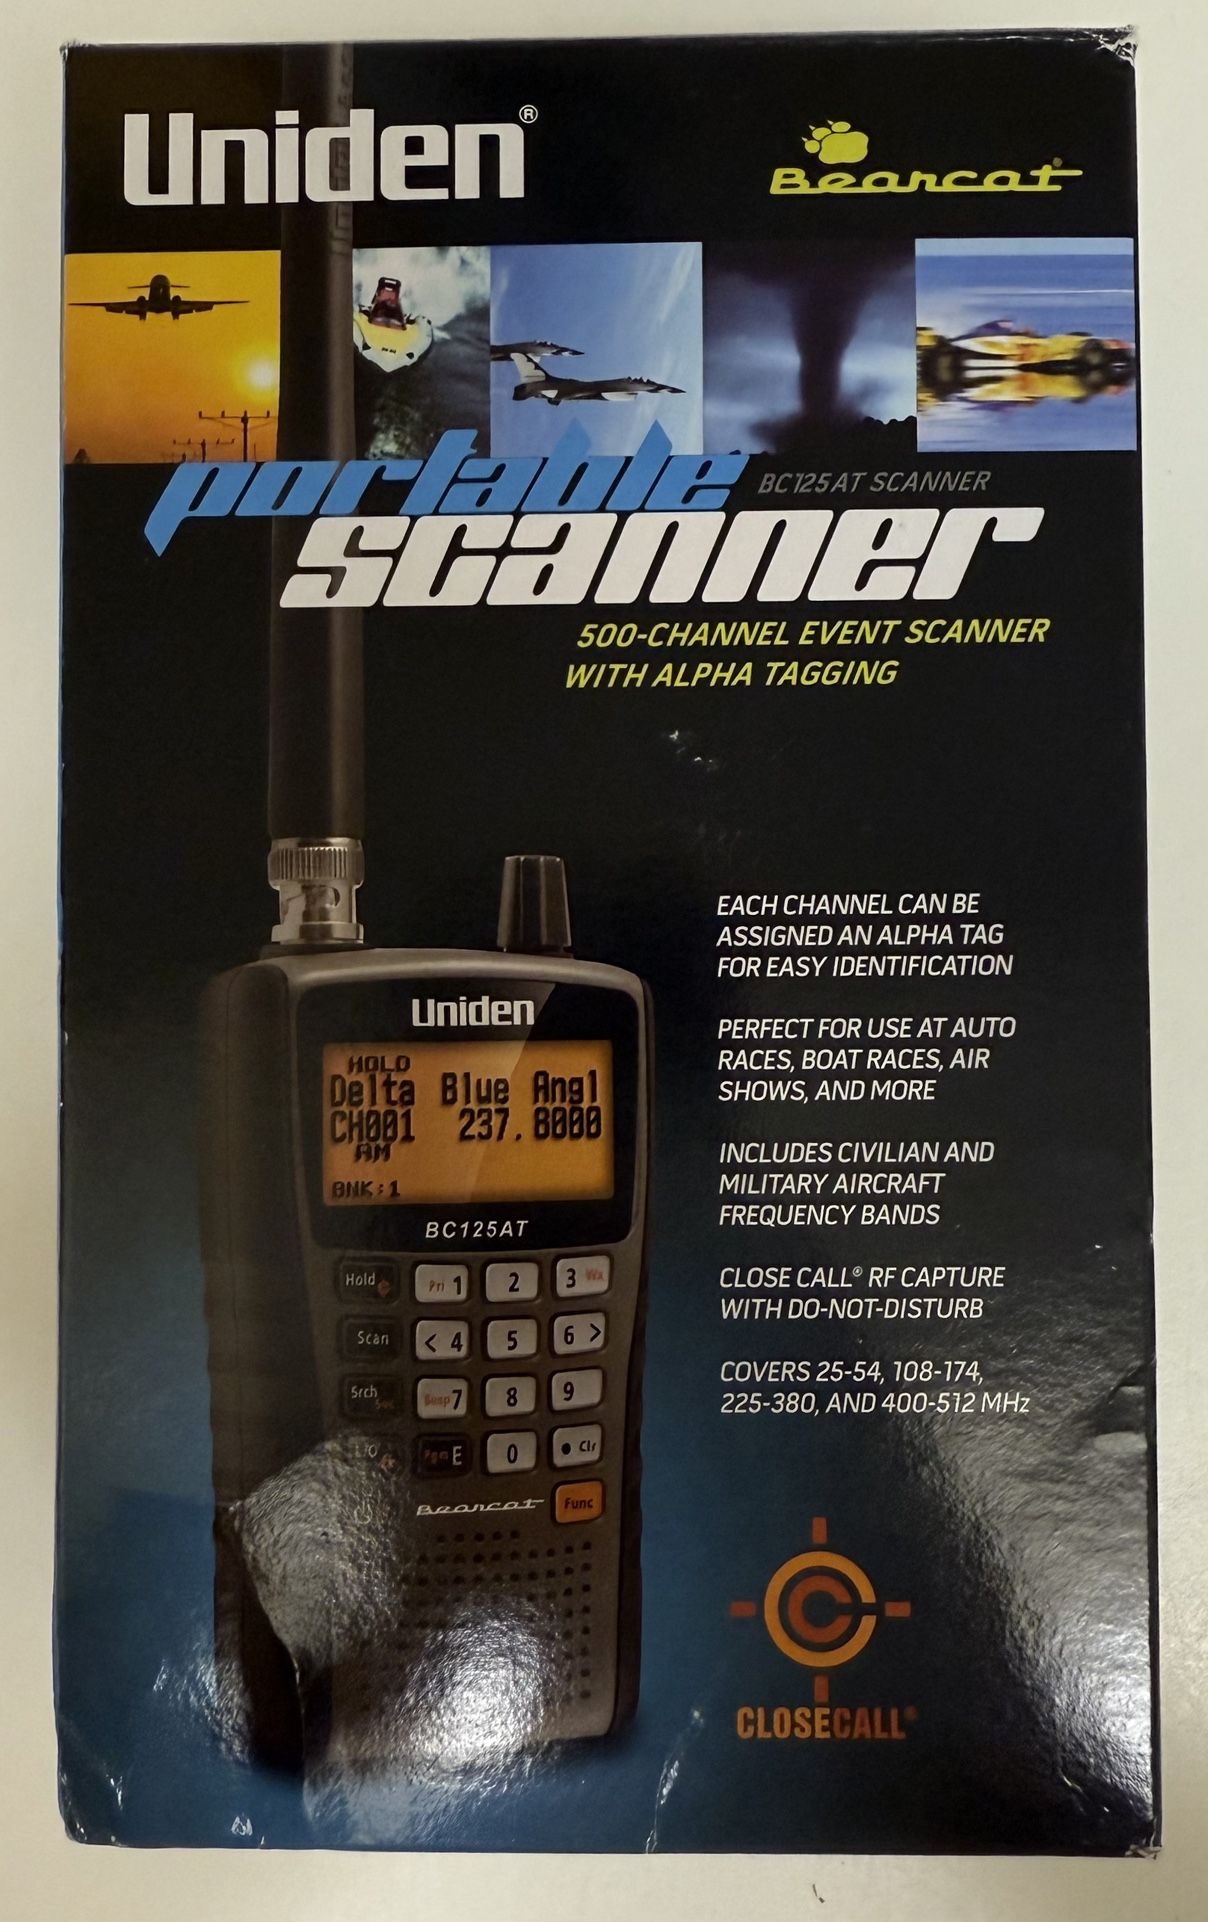 Uniden®
Bearcat®
portable
BC125AT SCANNER
scanner
500-CHANNEL EVENT SCANNER
WITH ALPHA TAGGING
EACH CHANNEL CAN BE
ASSIGNED AN ALPHA TAG
FOR EASY IDENTIFICATION
PERFECT FOR USE AT AUTO
RACES, BOAT RACES, AIR
SHOWS, AND MORE
INCLUDES CIVILIAN AND
MILITARY AIRCRAFT
FREQUENCY BANDS
CLOSE CALL® RF CAPTURE
WITH DO-NOT-DISTURB
COVERS 25-54, 108-174,
225-380, AND 400-512 MHz
Uniden
HOLD
Delta Blue Angl
CH001 237.8000
AM
BNK:1
BC125AT
Hold Pri 1 2 3 Wx
Scan < 4 5 6 >
Srch 7 8 9
L/O Pgm E 0 • Clr
Bearcat Func
CLOSECALL®